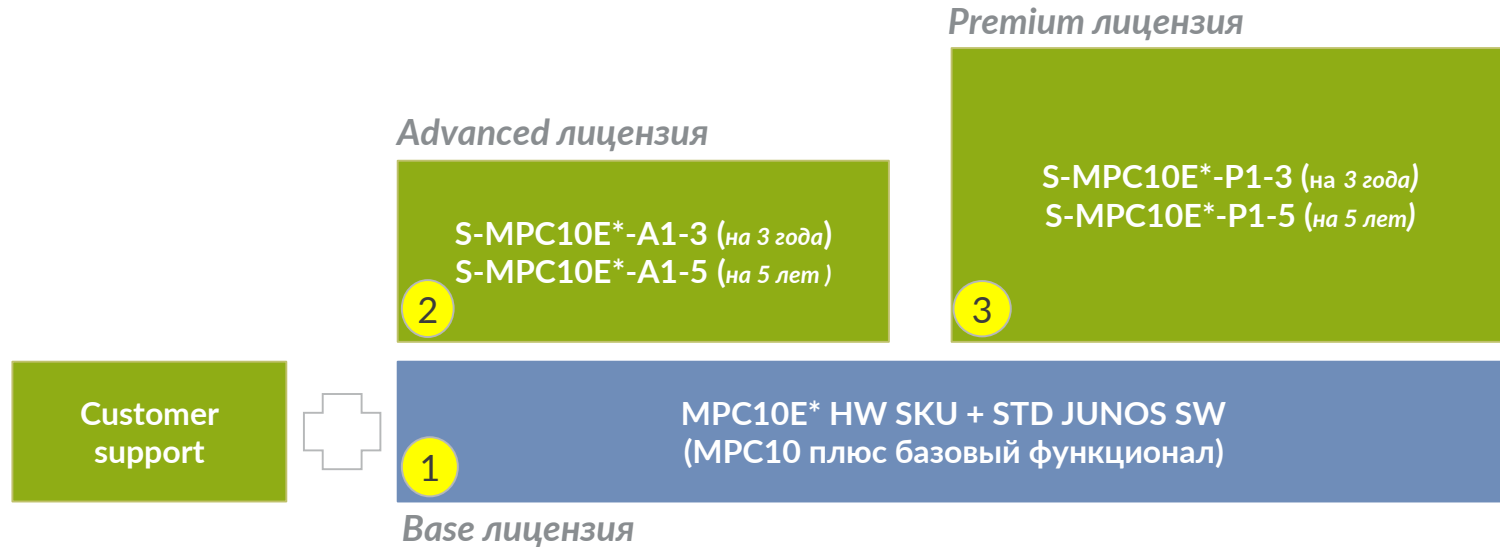 Premium лицензия
S-MPC10E*-P1-3 (на 3 года)
S-MPC10E*-P1-5 (на 5 лет)
3
Advanced лицензия
S-MPC10E*-A1-3 (на 3 года)
S-MPC10E*-A1-5 (на 5 лет )
2
Customer
support
MPC10E* HW SKU + STD JUNOS SW
(MPC10 плюс базовый функционал)
1
Base лицензия